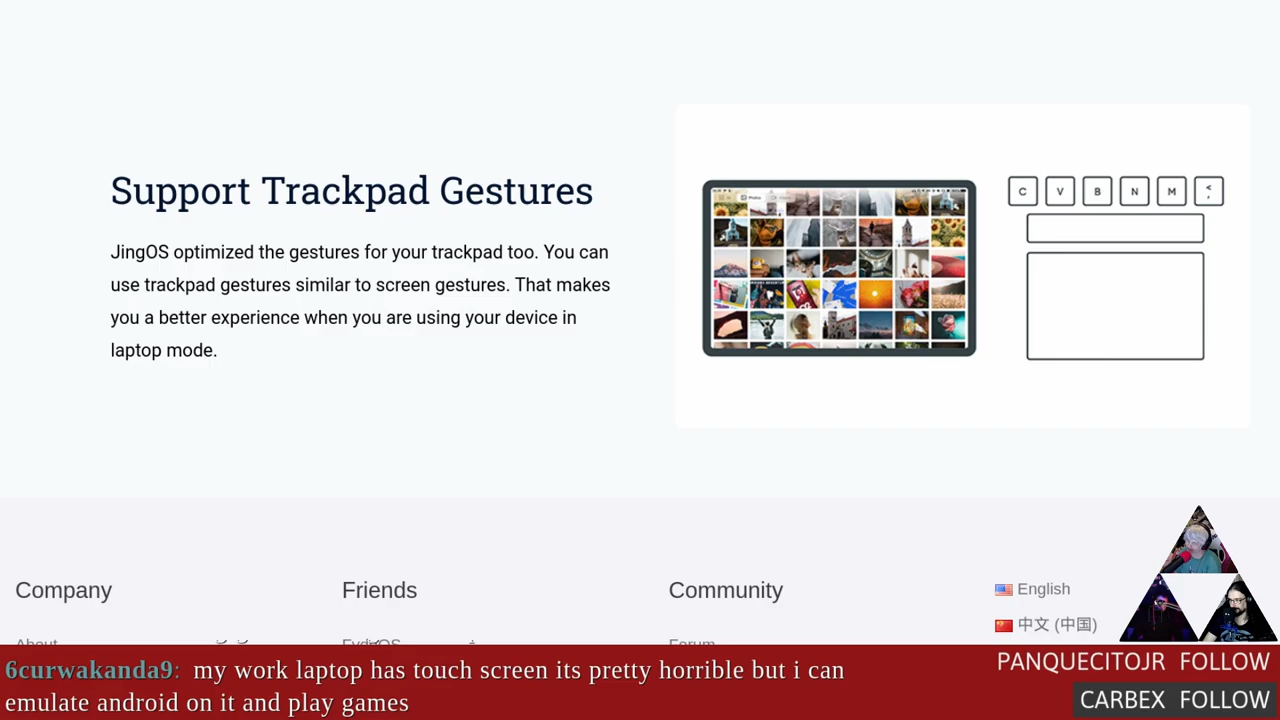 Support Trackpad Gestures
JingOS optimized the gestures for your trackpad too. You can
use trackpad gestures similar to screen gestures. That makes
you a better experience when you are using your device in
laptop mode.
C V B N M < ,
Company
Friends
Community
English
中文 (中国)
About
FydeOS
Forum
6curwakanda9: my work laptop has touch screen its pretty horrible but i can
emulate android on it and play games
PANQUECITOJR FOLLOW
CARBEX FOLLOW